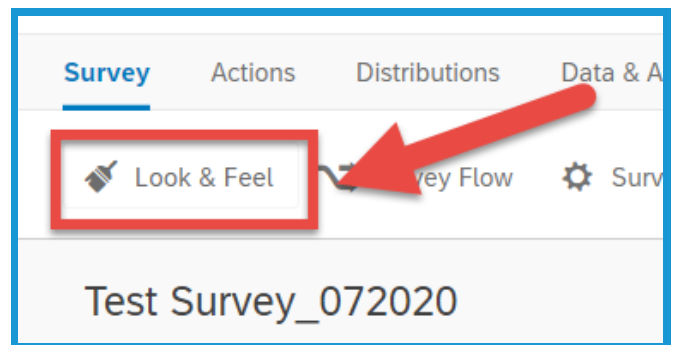 Survey Actions Distributions Data & A
Look & Feel vey Flow Surv
Test Survey_072020